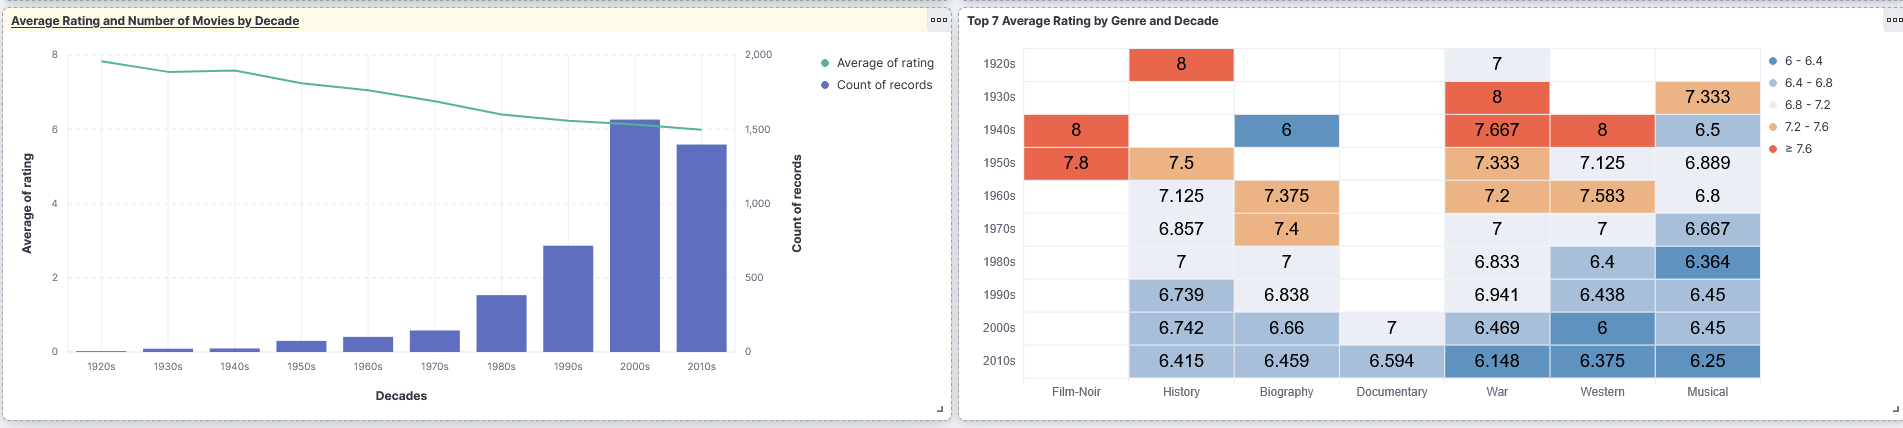 Average Rating and Number of Movies by Decade
8
6
4
2
0
Average of rating
2,000
1,500
1,000
500
0
Count of records
1920s 1930s 1940s 1950s 1960s 1970s 1980s 1990s 2000s 2010s
Decades
Average of rating
Count of records
Top 7 Average Rating by Genre and Decade
1920s 8 7
1930s 8 7.333
1940s 8 6 7.667 8 6.5
1950s 7.8 7.5 7.333 7.125 6.889
1960s 7.125 7.375 7.2 7.583 6.8
1970s 6.857 7.4 7 7 6.667
1980s 7 7 6.833 6.4 6.364
1990s 6.739 6.838 6.941 6.438 6.45
2000s 6.742 6.66 7 6.469 6 6.45
2010s 6.415 6.459 6.594 6.148 6.375 6.25
Film-Noir History Biography Documentary War Western Musical
6 - 6.4
6.4 - 6.8
6.8 - 7.2
7.2 - 7.6
≥ 7.6